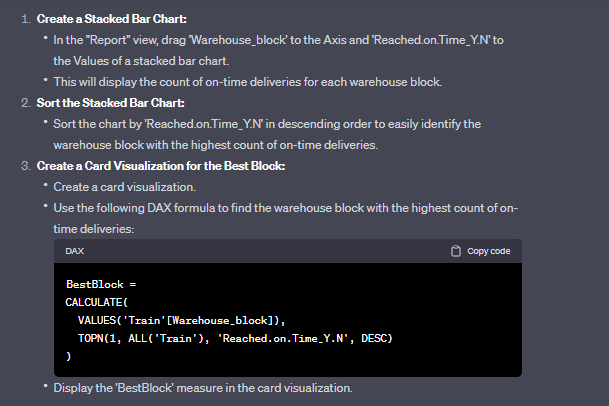 1. Create a Stacked Bar Chart:
• In the "Report" view, drag 'Warehouse_block' to the Axis and 'Reached.on.Time_Y.N' to
the Values of a stacked bar chart.
• This will display the count of on-time deliveries for each warehouse block.
2. Sort the Stacked Bar Chart:
• Sort the chart by 'Reached.on.Time_Y.N' in descending order to easily identify the
warehouse block with the highest count of on-time deliveries.
3. Create a Card Visualization for the Best Block:
• Create a card visualization.
• Use the following DAX formula to find the warehouse block with the highest count of on-
time deliveries:
DAX Copy code
BestBlock =
CALCULATE(
VALUES('Train'[Warehouse_block]),
TOPN(1, ALL('Train'), 'Reached.on.Time_Y.N', DESC)
)
• Display the 'BestBlock' measure in the card visualization.